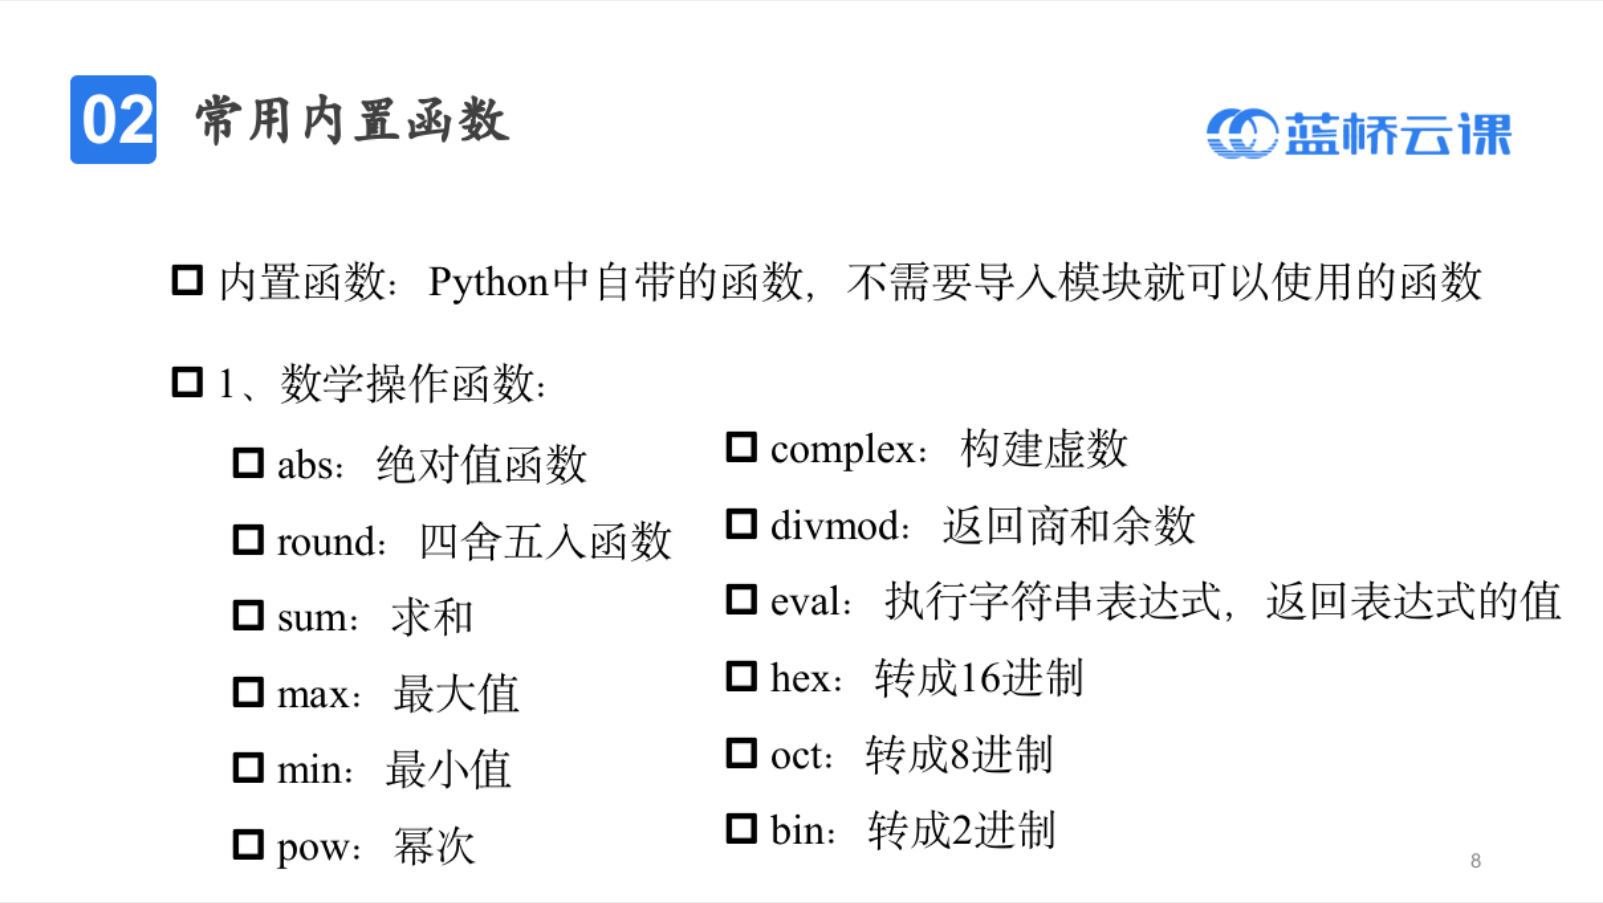 02 常用内置函数
蓝桥云课
内置函数：Python中自带的函数，不需要导入模块就可以使用的函数
1、数学操作函数：
abs：绝对值函数
round：四舍五入函数
sum：求和
max：最大值
min：最小值
pow：幂次
complex：构建虚数
divmod：返回商和余数
eval：执行字符串表达式，返回表达式的值
hex：转成16进制
oct：转成8进制
bin：转成2进制
8